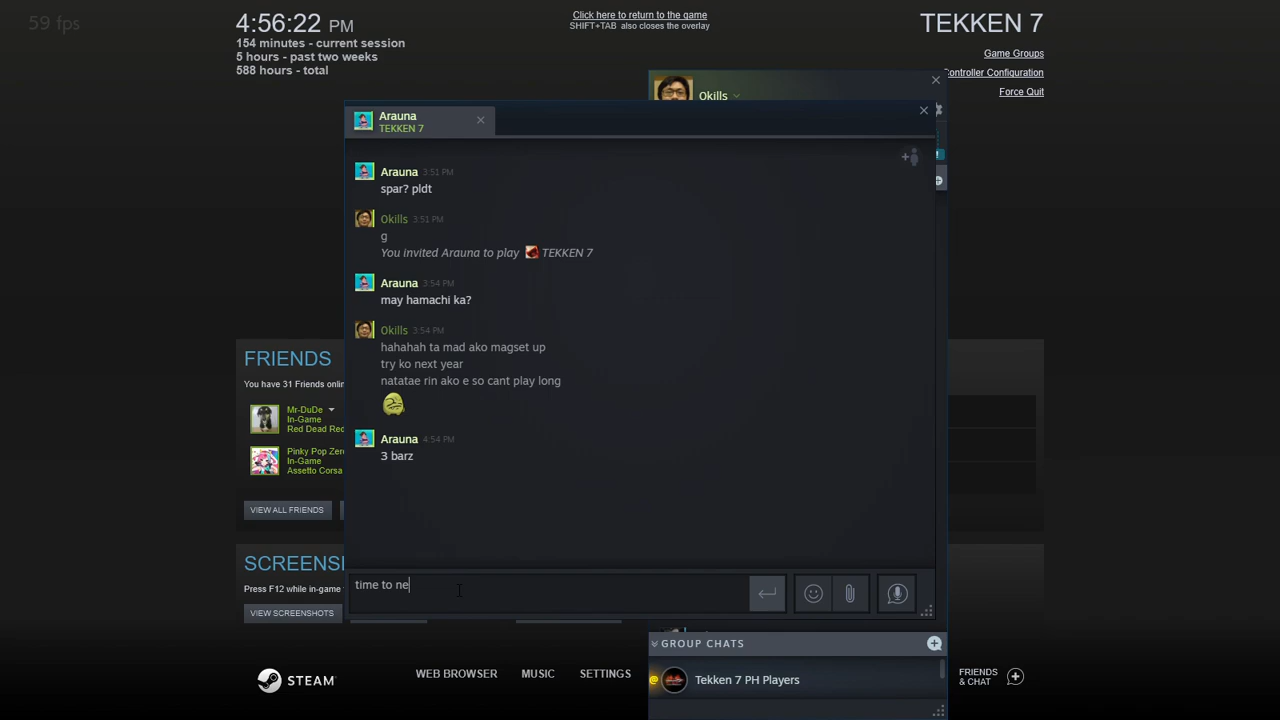 59 fps
4:56:22 PM
154 minutes - current session
5 hours - past two weeks
588 hours - total
Click here to return to the game
SHIFT+TAB also closes the overlay
TEKKEN 7
Game Groups
Controller Configuration
Force Quit
0kills
Arauna
TEKKEN 7
Arauna 3:51 PM
spar? pldt
0kills 3:51 PM
g
You invited Arauna to play TEKKEN 7
Arauna 3:54 PM
may hamachi ka?
0kills 3:54 PM
hahahah ta mad ako magset up
try ko next year
natatae rin ako e so cant play long
Arauna 4:54 PM
3 barz
time to ne
FRIENDS
You have 31 Friends onlin
Mr-DuDe
In-Game
Red Dead Red
Pinky Pop Zer
In-Game
Assetto Corsa
VIEW ALL FRIENDS
SCREENS
Press F12 while in-game
VIEW SCREENSHOTS
GROUP CHATS
Tekken 7 PH Players
STEAM
WEB BROWSER
MUSIC
SETTINGS
FRIENDS
& CHAT